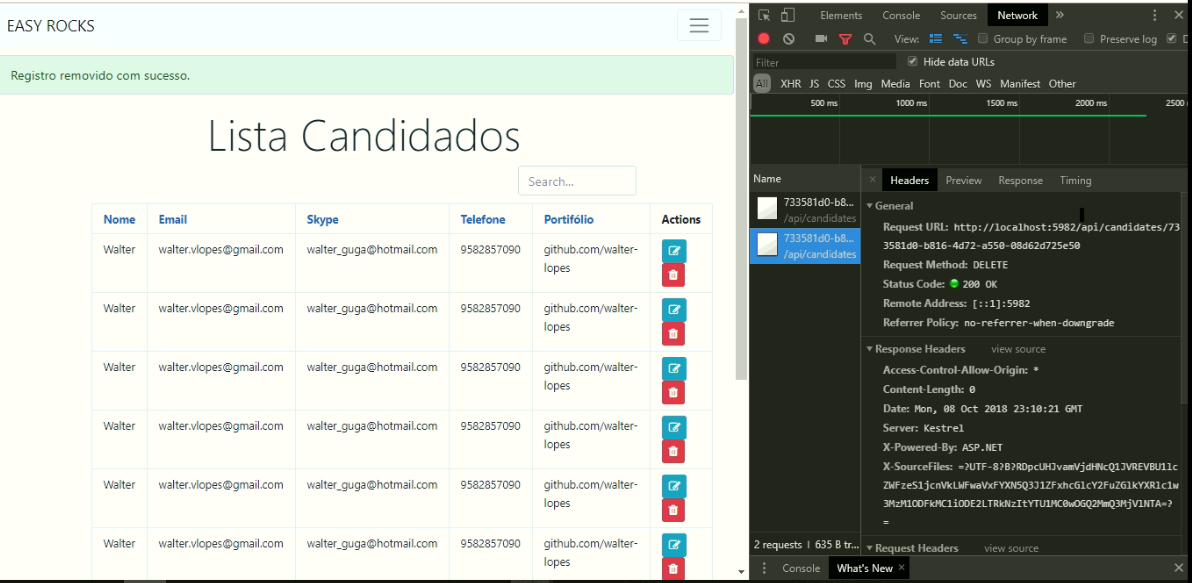 EASY ROCKS
Registro removido com sucesso.
Lista Candidados
Search...
Nome Email Skype Telefone Portifólio Actions
Walter walter.vlopes@gmail.com walter_guga@hotmail.com 9582857090 github.com/walter-
lopes
Walter walter.vlopes@gmail.com walter_guga@hotmail.com 9582857090 github.com/walter-
lopes
Walter walter.vlopes@gmail.com walter_guga@hotmail.com 9582857090 github.com/walter-
lopes
Walter walter.vlopes@gmail.com walter_guga@hotmail.com 9582857090 github.com/walter-
lopes
Walter walter.vlopes@gmail.com walter_guga@hotmail.com 9582857090 github.com/walter-
lopes
Walter walter.vlopes@gmail.com walter_guga@hotmail.com 9582857090 github.com/walter-
lopes
Elements Console Sources Network »
View: Group by frame Preserve log D
Filter Hide data URLs
All XHR JS CSS Img Media Font Doc WS Manifest Other
500 ms 1000 ms 1500 ms 2000 ms 2500
Name
733581d0-b8...
/api/candidates
733581d0-b8...
/api/candidates
2 requests | 635 B tr...
Headers Preview Response Timing
General
Request URL: http://localhost:5982/api/candidates/73
3581d0-b816-4d72-a550-08d62d725e50
Request Method: DELETE
Status Code: 200 OK
Remote Address: [::1]:5982
Referrer Policy: no-referrer-when-downgrade
Response Headers view source
Access-Control-Allow-Origin: *
Content-Length: 0
Date: Mon, 08 Oct 2018 23:10:21 GMT
Server: Kestrel
X-Powered-By: ASP.NET
X-SourceFiles:
Request Headers view source
Console What's New